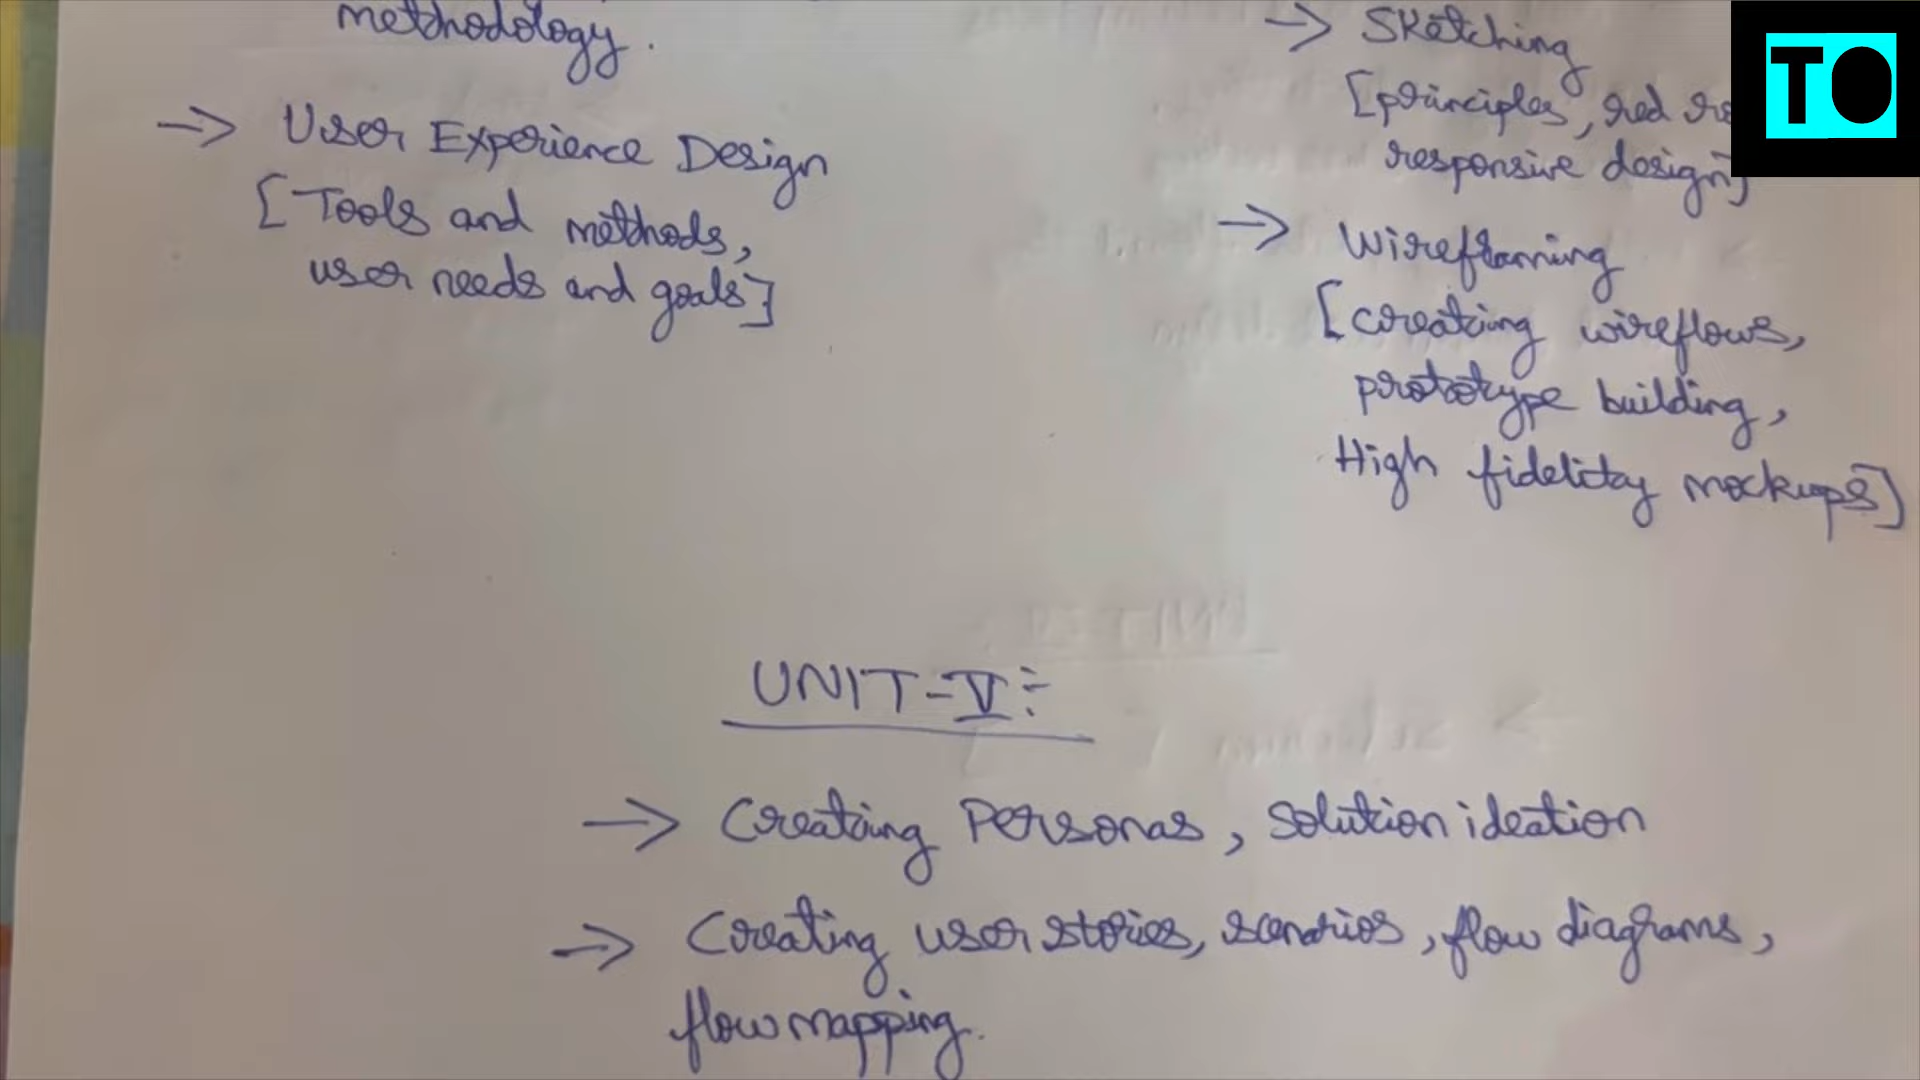 methodology.
→ User Experience Design
[Tools and methods,
user needs and goals]
→ Sketching
[principles, red
responsive design]
→ Wireframing
[creating wireflows,
prototype building,
High fidelity mockups]
UNIT-V:
→ Creating Personas, solution ideation
→ Creating user stories, scenarios, flow diagrams,
flow mapping.
TO